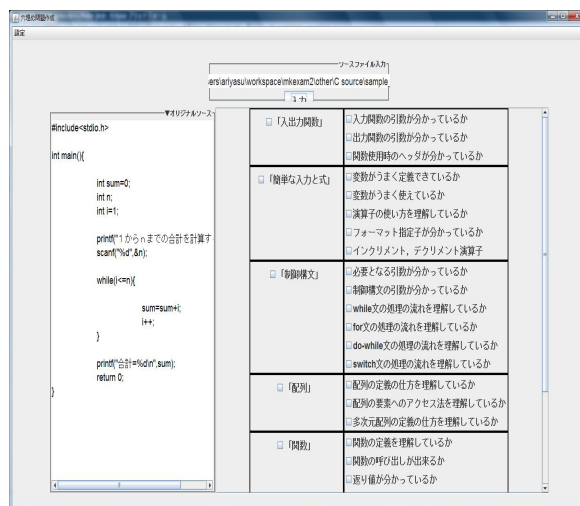 穴埋め問題作成
設定
ソースファイル入力
ers\ariyasu\workspace\mkexam2\other\C source\sample
入力
▼オリジナルソース
#include<stdio.h>
int main(){
int sum=0;
int n;
int i=1;
printf("1からnまでの合計を計算す
scanf("%d",&n);
while(i<=n){
sum=sum+i;
i++;
}
printf("合計=%d\n",sum);
return 0;
}
「入出力関数」
入力関数の引数が分かっているか
出力関数の引数が分かっているか
関数使用時のヘッダが分かっているか
「簡単な入力と式」
変数がうまく定義できているか
変数がうまく使えているか
演算子の使い方を理解しているか
フォーマット指定子が分かっているか
インクリメント，デクリメント演算子
「制御構文」
必要となる引数が分かっているか
制御構文の引数が分かっているか
while文の処理の流れを理解しているか
for文の処理の流れを理解しているか
do-while文の処理の流れを理解しているか
switch文の処理の流れを理解しているか
「配列」
配列の定義の仕方を理解しているか
配列の要素へのアクセス法を理解しているか
多次元配列の定義の仕方を理解しているか
「関数」
関数の定義を理解しているか
関数の呼び出しが出来るか
返り値が分かっているか